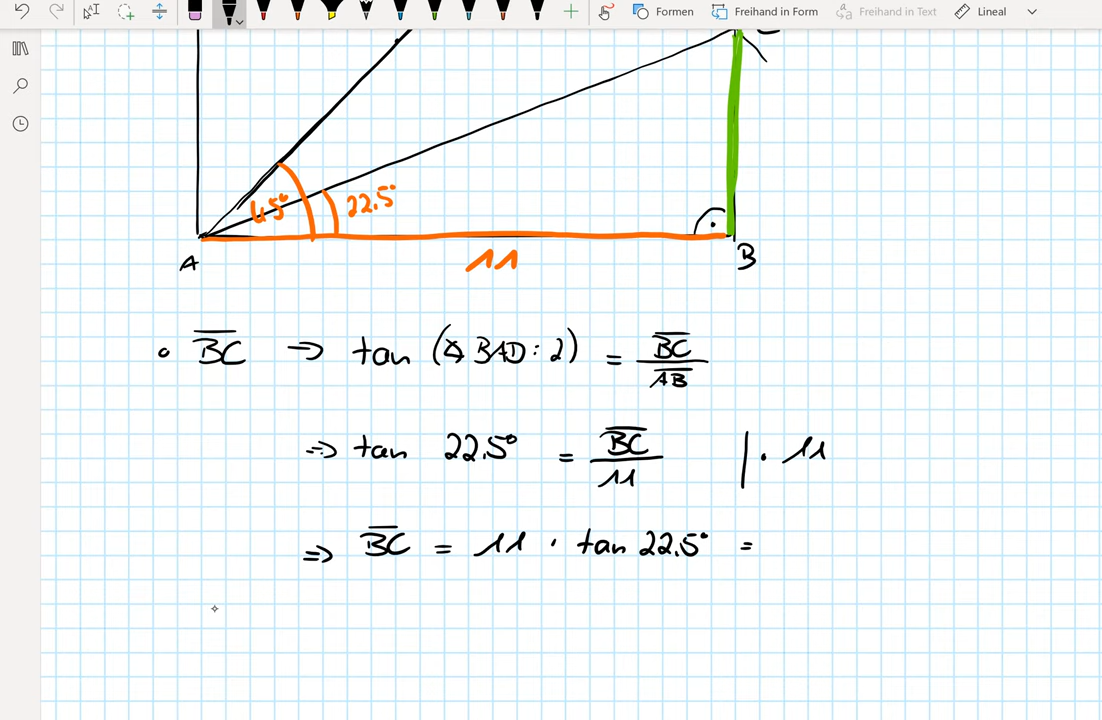 Formen Freihand in Form Freihand in Text Lineal
45° 22.5°
A 11 B
BC ⇒ tan (∢ BAD : 2) = BC / AB
⇒ tan 22.5° = BC / 11 | · 11
⇒ BC = 11 · tan 22.5° =